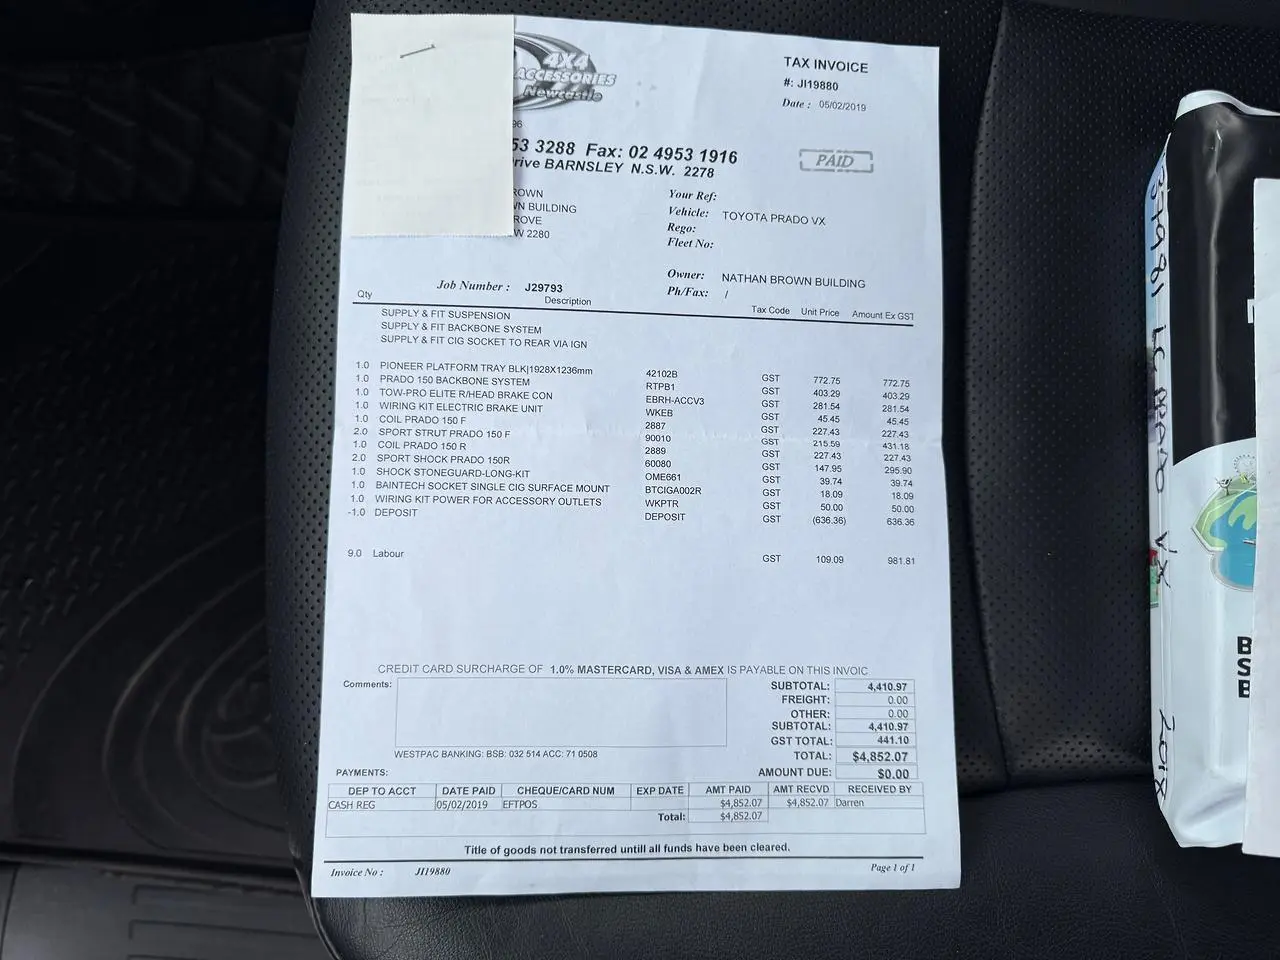 4X4
ACCESSORIES
Newcastle
TAX INVOICE
#: JI19880
Date : 05/02/2019
96
53 3288 Fax: 02 4953 1916
rive BARNSLEY N.S.W. 2278
PAID
ROWN
WN BUILDING
ROVE
W 2280
Your Ref:
Vehicle: TOYOTA PRADO VX
Rego:
Fleet No:
Owner: NATHAN BROWN BUILDING
Ph/Fax: /
Job Number : J29793
Qty Description Tax Code Unit Price Amount Ex GST
SUPPLY & FIT SUSPENSION
SUPPLY & FIT BACKBONE SYSTEM
SUPPLY & FIT CIG SOCKET TO REAR VIA IGN
1.0 PIONEER PLATFORM TRAY BLK|1928X1236mm 42102B GST 772.75 772.75
1.0 PRADO 150 BACKBONE SYSTEM RTPB1 GST 403.29 403.29
1.0 TOW-PRO ELITE R/HEAD BRAKE CON EBRH-ACCV3 GST 281.54 281.54
1.0 WIRING KIT ELECTRIC BRAKE UNIT WKEB GST 45.45 45.45
1.0 COIL PRADO 150 F 2887 GST 227.43 227.43
2.0 SPORT STRUT PRADO 150 F 90010 GST 215.59 431.18
1.0 COIL PRADO 150 R 2889 GST 227.43 227.43
2.0 SPORT SHOCK PRADO 150R 60080 GST 147.95 295.90
1.0 SHOCK STONEGUARD-LONG-KIT OME661 GST 39.74 39.74
1.0 BAINTECH SOCKET SINGLE CIG SURFACE MOUNT BTCIGA002R GST 18.09 18.09
1.0 WIRING KIT POWER FOR ACCESSORY OUTLETS WKPTR GST 50.00 50.00
-1.0 DEPOSIT DEPOSIT GST (636.36) 636.36
9.0 Labour GST 109.09 981.81
CREDIT CARD SURCHARGE OF 1.0% MASTERCARD, VISA & AMEX IS PAYABLE ON THIS INVOIC
Comments:
SUBTOTAL: 4,410.97
FREIGHT: 0.00
OTHER: 0.00
SUBTOTAL: 4,410.97
GST TOTAL: 441.10
TOTAL: $4,852.07
AMOUNT DUE: $0.00
WESTPAC BANKING: BSB: 032 514 ACC: 71 0508
PAYMENTS:
DEP TO ACCT DATE PAID CHEQUE/CARD NUM EXP DATE AMT PAID AMT RECVD RECEIVED BY
CASH REG 05/02/2019 EFTPOS $4,852.07 $4,852.07 Darren
Total: $4,852.07
Title of goods not transferred untill all funds have been cleared.
Invoice No : JI19880 Page 1 of 1
37981 LC PRADO VX 2018
B
S
B